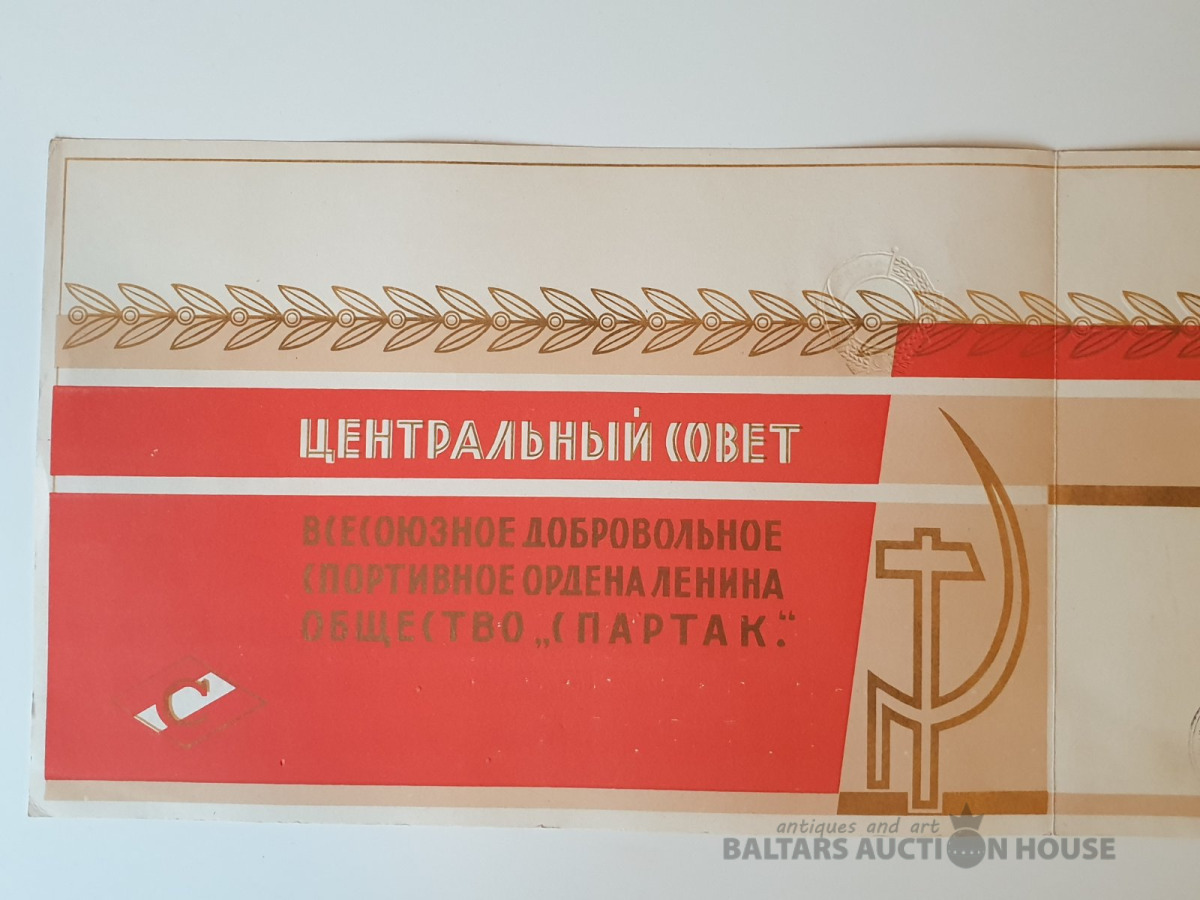 ЦЕНТРАЛЬНЫЙ СОВЕТ
ВСЕСОЮЗНОЕ ДОБРОВОЛЬНОЕ
СПОРТИВНОЕ ОРДЕНА ЛЕНИНА
ОБЩЕСТВО „СПАРТАК.“
С
antiques and art
BALTARS AUCTION HOUSE